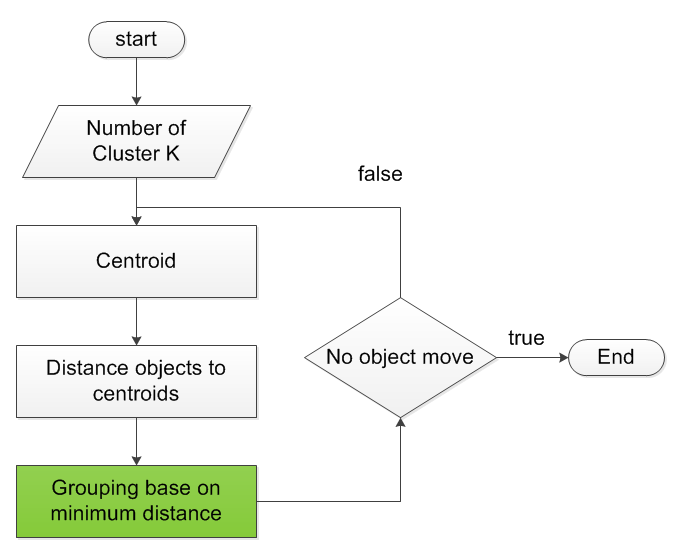 start
Number of
Cluster K
false
Centroid
No object move
true
End
Distance objects to
centroids
Grouping base on
minimum distance